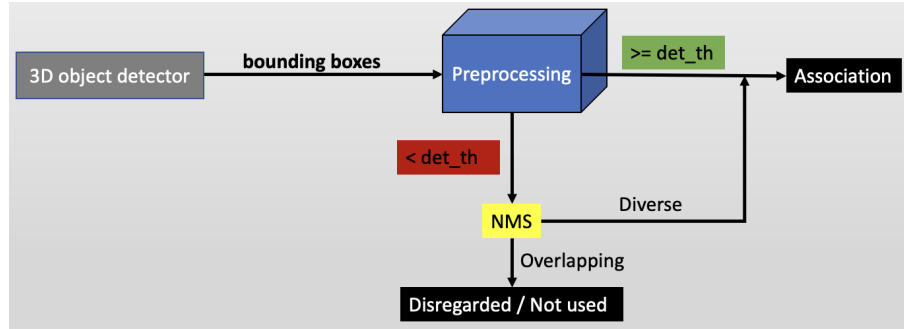 3D object detector
bounding boxes
Preprocessing
>= det_th
Association
< det_th
NMS
Diverse
Overlapping
Disregarded / Not used